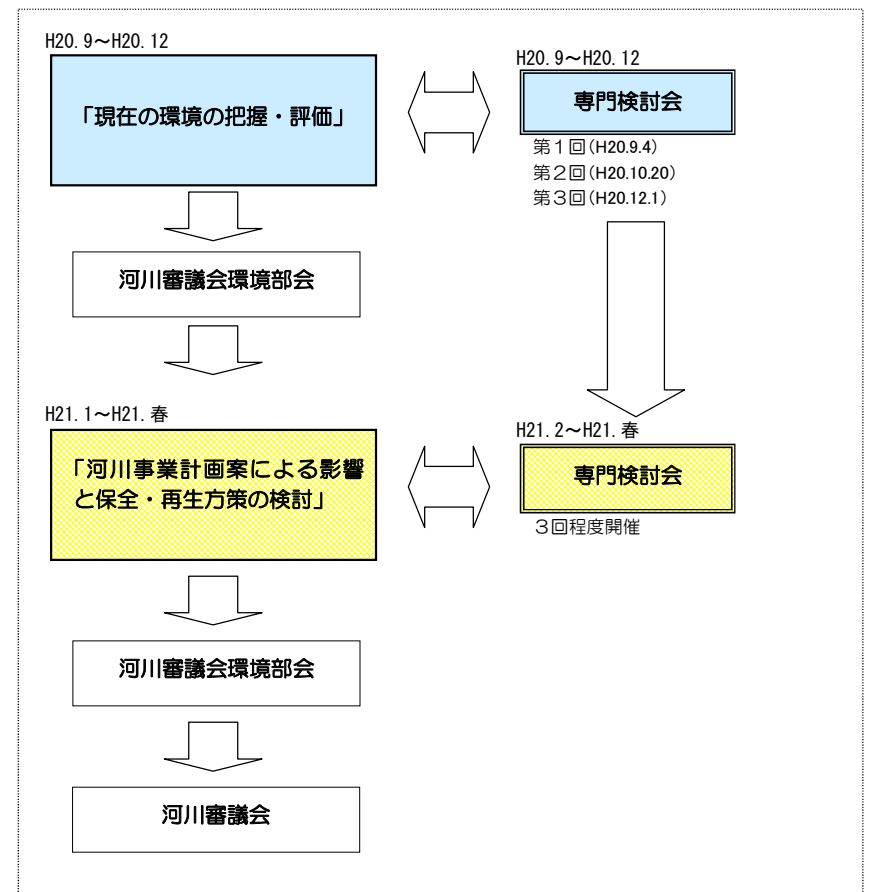 H20.9～H20.12
「現在の環境の把握・評価」
H20.9～H20.12
専門検討会
第１回(H20.9.4)
第２回(H20.10.20)
第３回(H20.12.1)
河川審議会環境部会
H21.1～H21.春
「河川事業計画案による影響
と保全・再生方策の検討」
H21.2～H21.春
専門検討会
３回程度開催
河川審議会環境部会
河川審議会